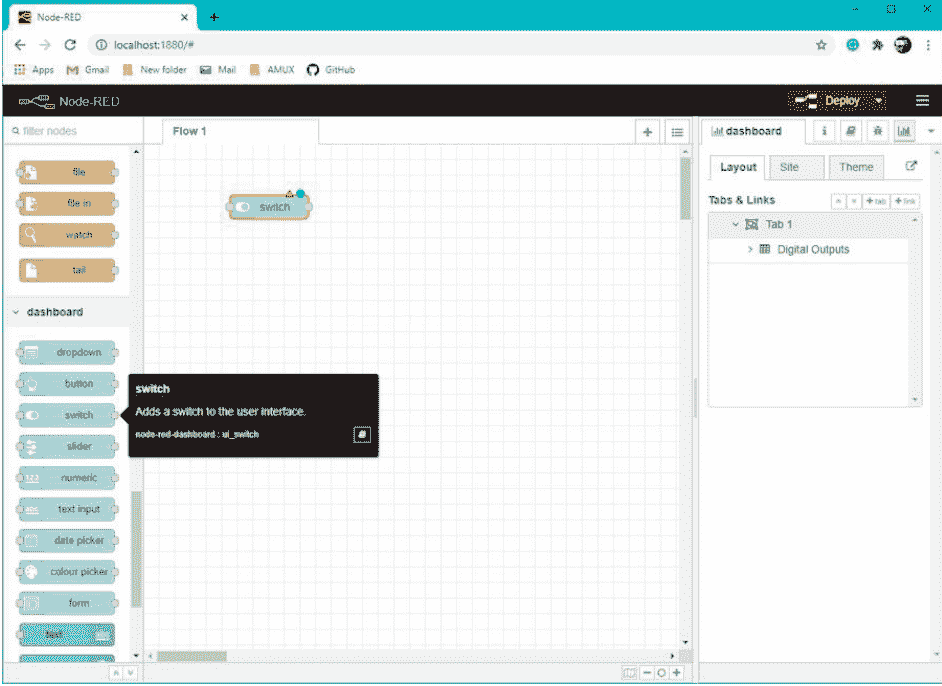 Node-RED
localhost:1880/#
Apps Gmail New folder Mail AMUX GitHub
Node-RED Deploy
filter nodes
Flow 1
dashboard
file
file in
watch
tail
Layout Site Theme
Tabs & Links +tab +link
Tab 1
Digital Outputs
dashboard
dropdown
button
switch
slider
numeric
text input
date picker
colour picker
form
text
switch
switch
Adds a switch to the user interface.
node-red-dashboard : ui_switch